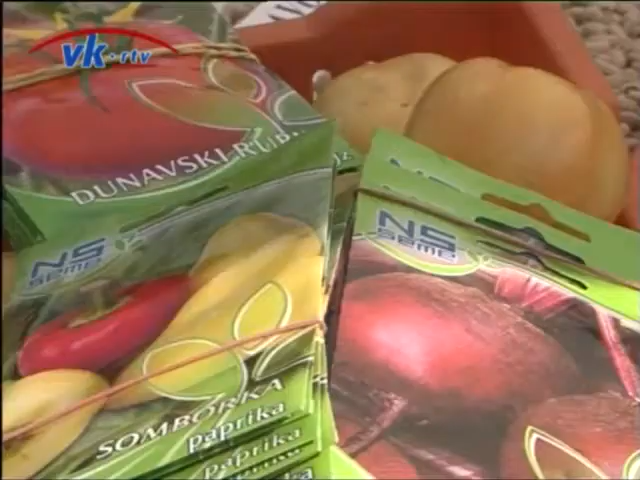 vk•rtv
DUNAVSKI RUB
NS
seme
SOMBORKA
paprika
paprika
NS
seme